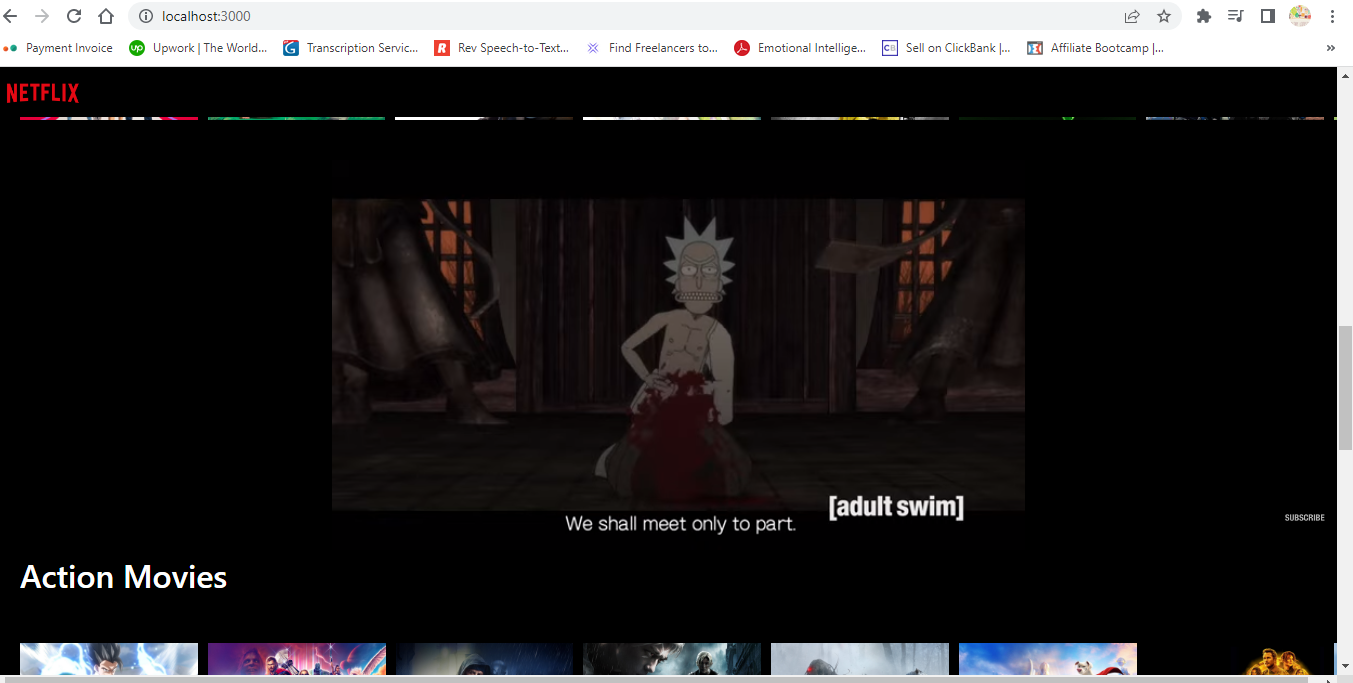 localhost:3000
Payment Invoice
Upwork | The World...
Transcription Servic...
Rev Speech-to-Text...
Find Freelancers to...
Emotional Intellige...
Sell on ClickBank |...
Affiliate Bootcamp |...
»
NETFLIX
[adult swim]
We shall meet only to part.
SUBSCRIBE
Action Movies